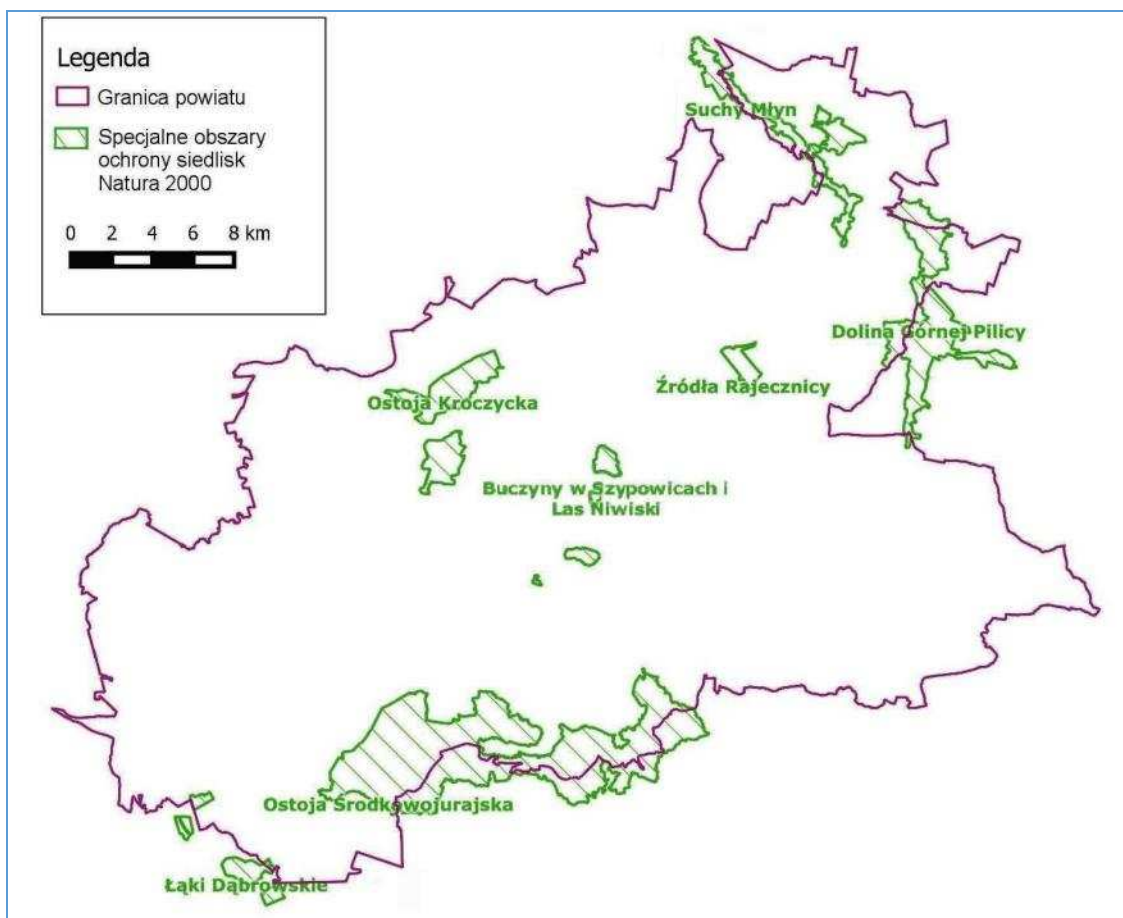 Legenda
Granica powiatu
Specjalne obszary
ochrony siedlisk
Natura 2000
0 2 4 6 8 km
Suchy Młyn
Dolina Górnej Pilicy
Źródła Rajecznicy
Ostoja Kroczycka
Buczyny w Szypowicach i
Las Niwiski
Ostoja Środkowojurajska
Łąki Dąbrowskie